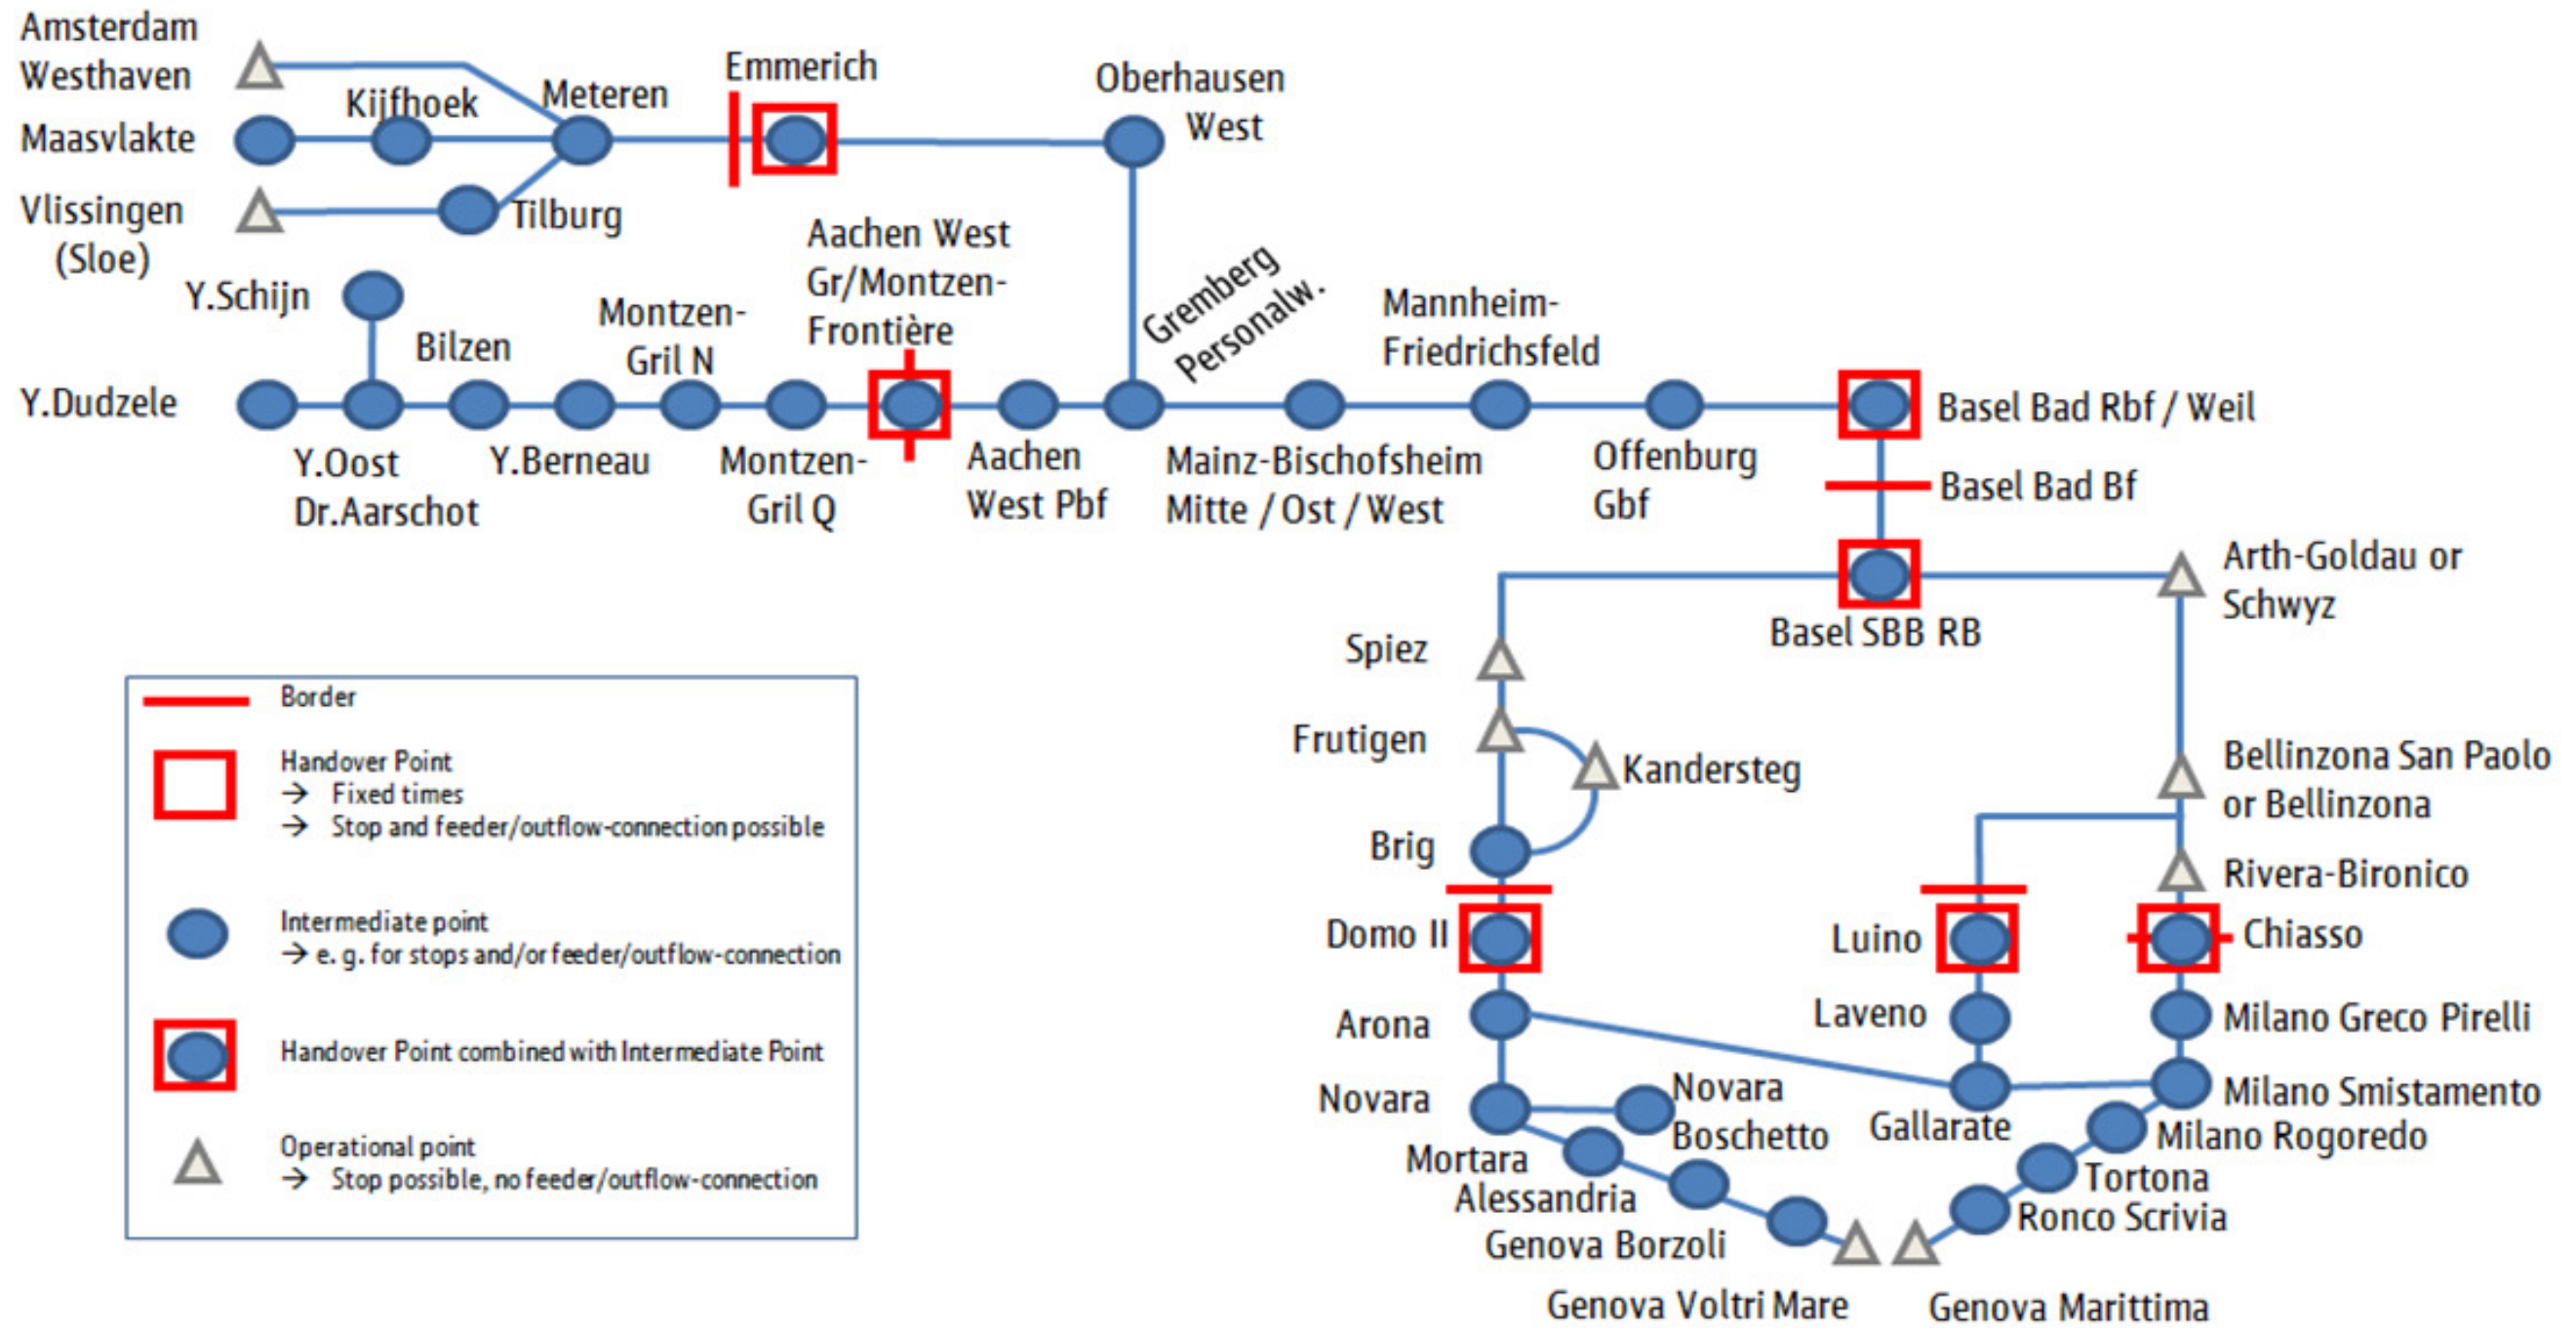 Amsterdam
Westhaven
Kijfhoek
Meteren
Emmerich
Oberhausen
West
Maasvlakte
Vlissingen
(Sloe)
Tilburg
Aachen West
Gr/Montzen-
Frontière
Y.Schijn
Bilzen
Montzen-
Gril N
Gremberg
Personalw.
Mannheim-
Friedrichsfeld
Y.Dudzele
Basel Bad Rbf / Weil
Y.Oost
Dr.Aarschot
Y.Berneau
Montzen-
Gril Q
Aachen
West Pbf
Mainz-Bischofsheim
Mitte / Ost / West
Offenburg
Gbf
Basel Bad Bf
Arth-Goldau or
Schwyz
Basel SBB RB
Spiez
Frutigen
Kandersteg
Bellinzona San Paolo
or Bellinzona
Brig
Rivera-Bironico
Domo II
Luino
Chiasso
Arona
Laveno
Milano Greco Pirelli
Novara
Novara
Boschetto
Gallarate
Milano Smistamento
Milano Rogoredo
Mortara
Alessandria
Tortona
Ronco Scrivia
Genova Borzoli
Genova Voltri Mare
Genova Marittima
Border
Handover Point
→ Fixed times
→ Stop and feeder/outflow-connection possible
Intermediate point
→ e. g. for stops and/or feeder/outflow-connection
Handover Point combined with Intermediate Point
Operational point
→ Stop possible, no feeder/outflow-connection